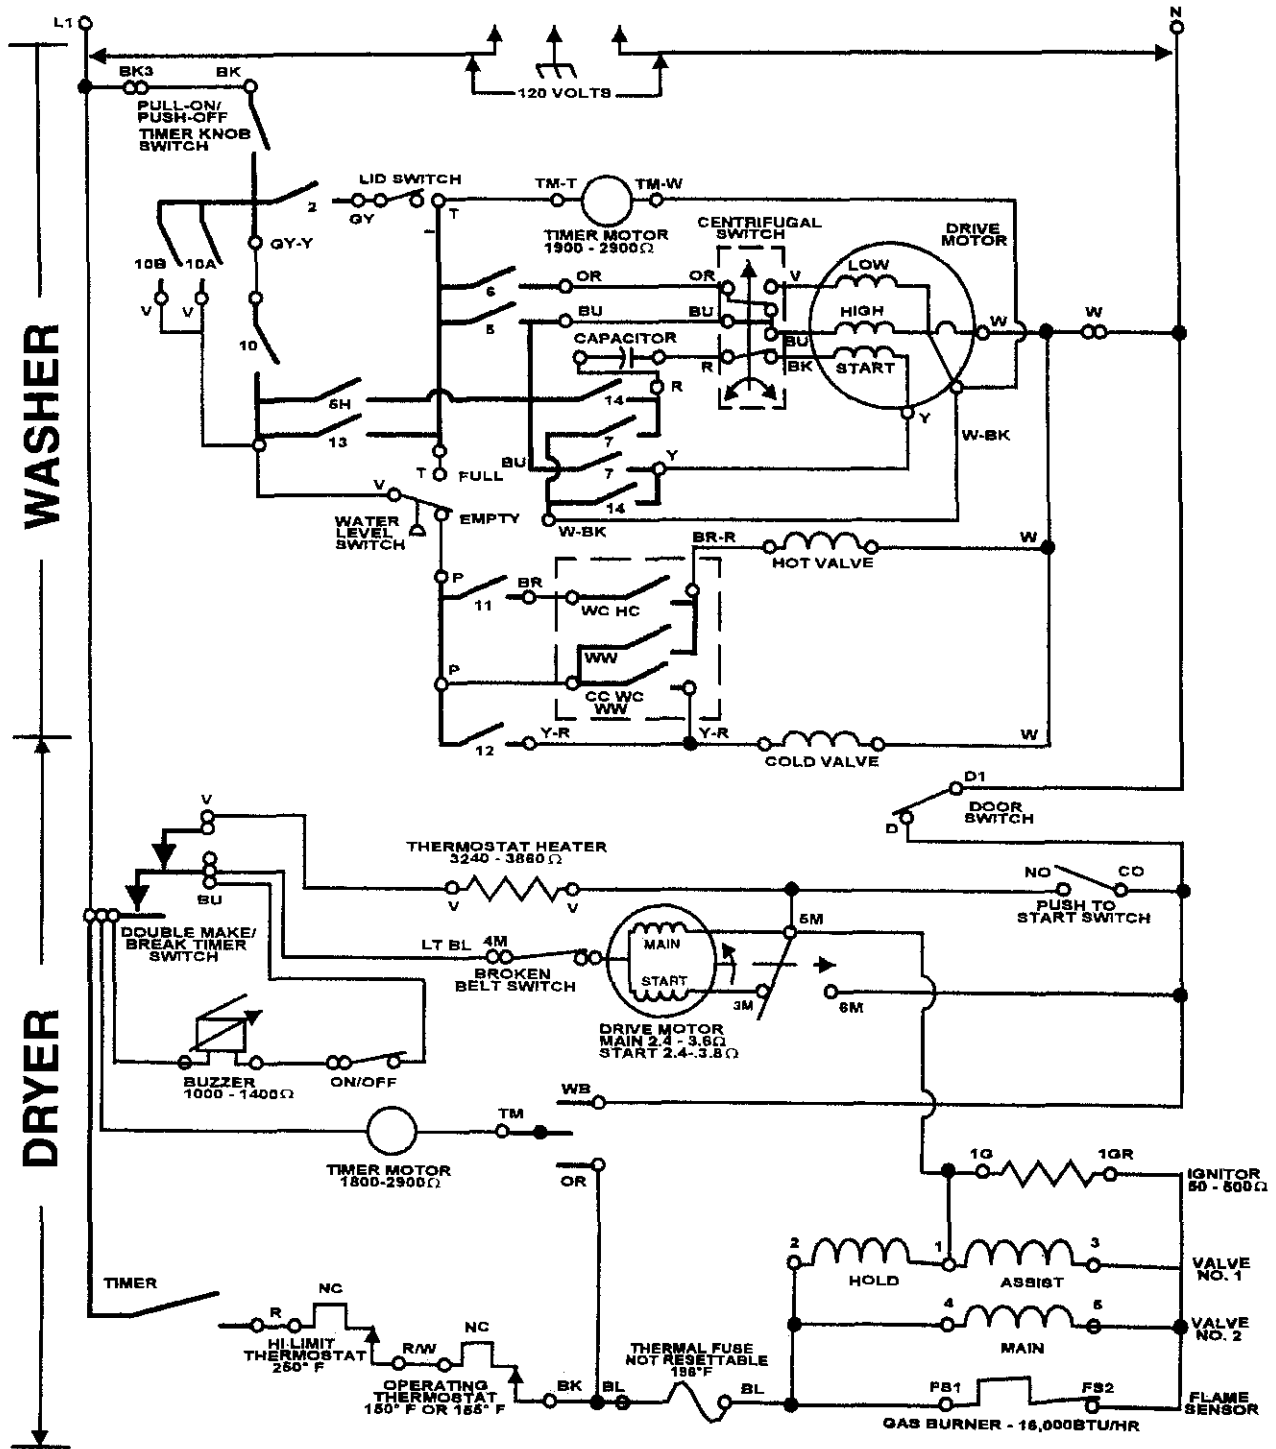 L1
N
BK3
BK
120 VOLTS
PULL-ON/
PUSH-OFF
TIMER KNOB
SWITCH
LID SWITCH
2
GY
T
TM-T
TM-W
TIMER MOTOR
1900 - 2900Ω
CENTRIFUGAL
SWITCH
DRIVE
MOTOR
GY-Y
10B
10A
V
V
6
OR
OR
V
LOW
5
BU
BU
BU
HIGH
W
W
10
CAPACITOR
R
BK
START
R
5H
14
Y
13
7
W-BK
T
FULL
BU
7
Y
V
14
WATER
LEVEL
SWITCH
EMPTY
W-BK
BR-R
W
HOT VALVE
P
11
BR
WC HC
WW
P
CC WC
WW
12
Y-R
Y-R
W
COLD VALVE
WASHER
D1
DOOR
SWITCH
D
V
THERMOSTAT HEATER
3240 - 3860Ω
V
V
NO
CO
PUSH TO
START SWITCH
BU
DOUBLE MAKE/
BREAK TIMER
SWITCH
LT BL
4M
BROKEN
BELT SWITCH
MAIN
START
5M
3M
6M
DRIVE MOTOR
MAIN 2.4 - 3.6Ω
START 2.4-.3.8Ω
BUZZER
1000 - 1400Ω
ON/OFF
DRYER
WB
TM
TIMER MOTOR
1800-2900Ω
OR
1G
1GR
IGNITOR
50 - 500Ω
2
1
3
HOLD
ASSIST
VALVE
NO. 1
TIMER
NC
R
HI-LIMIT
THERMOSTAT
250° F
4
5
MAIN
VALVE
NO. 2
NC
R/W
OPERATING
THERMOSTAT
150° F OR 155° F
THERMAL FUSE
NOT RESETTABLE
196°F
BK
BL
BL
FS1
FS2
FLAME
SENSOR
GAS BURNER - 16,000BTU/HR